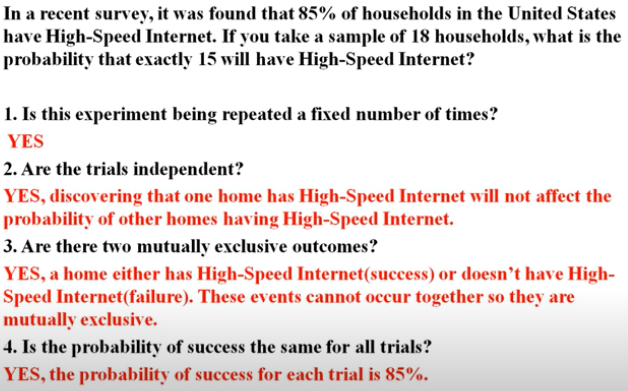 In a recent survey, it was found that 85% of households in the United States
have High-Speed Internet. If you take a sample of 18 households, what is the
probability that exactly 15 will have High-Speed Internet?
1. Is this experiment being repeated a fixed number of times?
YES
2. Are the trials independent?
YES, discovering that one home has High-Speed Internet will not affect the
probability of other homes having High-Speed Internet.
3. Are there two mutually exclusive outcomes?
YES, a home either has High-Speed Internet(success) or doesn’t have High-
Speed Internet(failure). These events cannot occur together so they are
mutually exclusive.
4. Is the probability of success the same for all trials?
YES, the probability of success for each trial is 85%.